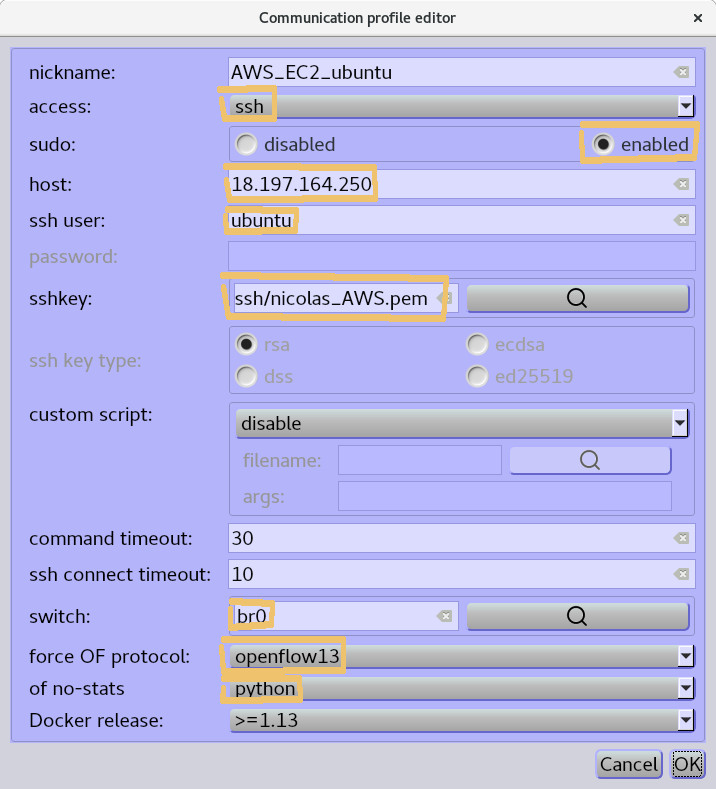 Communication profile editor ×
nickname: AWS_EC2_ubuntu
access: ssh
sudo: disabled enabled
host: 18.197.164.250
ssh user: ubuntu
password:
sshkey: ssh/nicolas_AWS.pem
ssh key type: rsa ecdsa
dss ed25519
custom script: disable
filename:
args:
command timeout: 30
ssh connect timeout: 10
switch: br0
force OF protocol: openflow13
of no-stats python
Docker release: >=1.13
Cancel OK